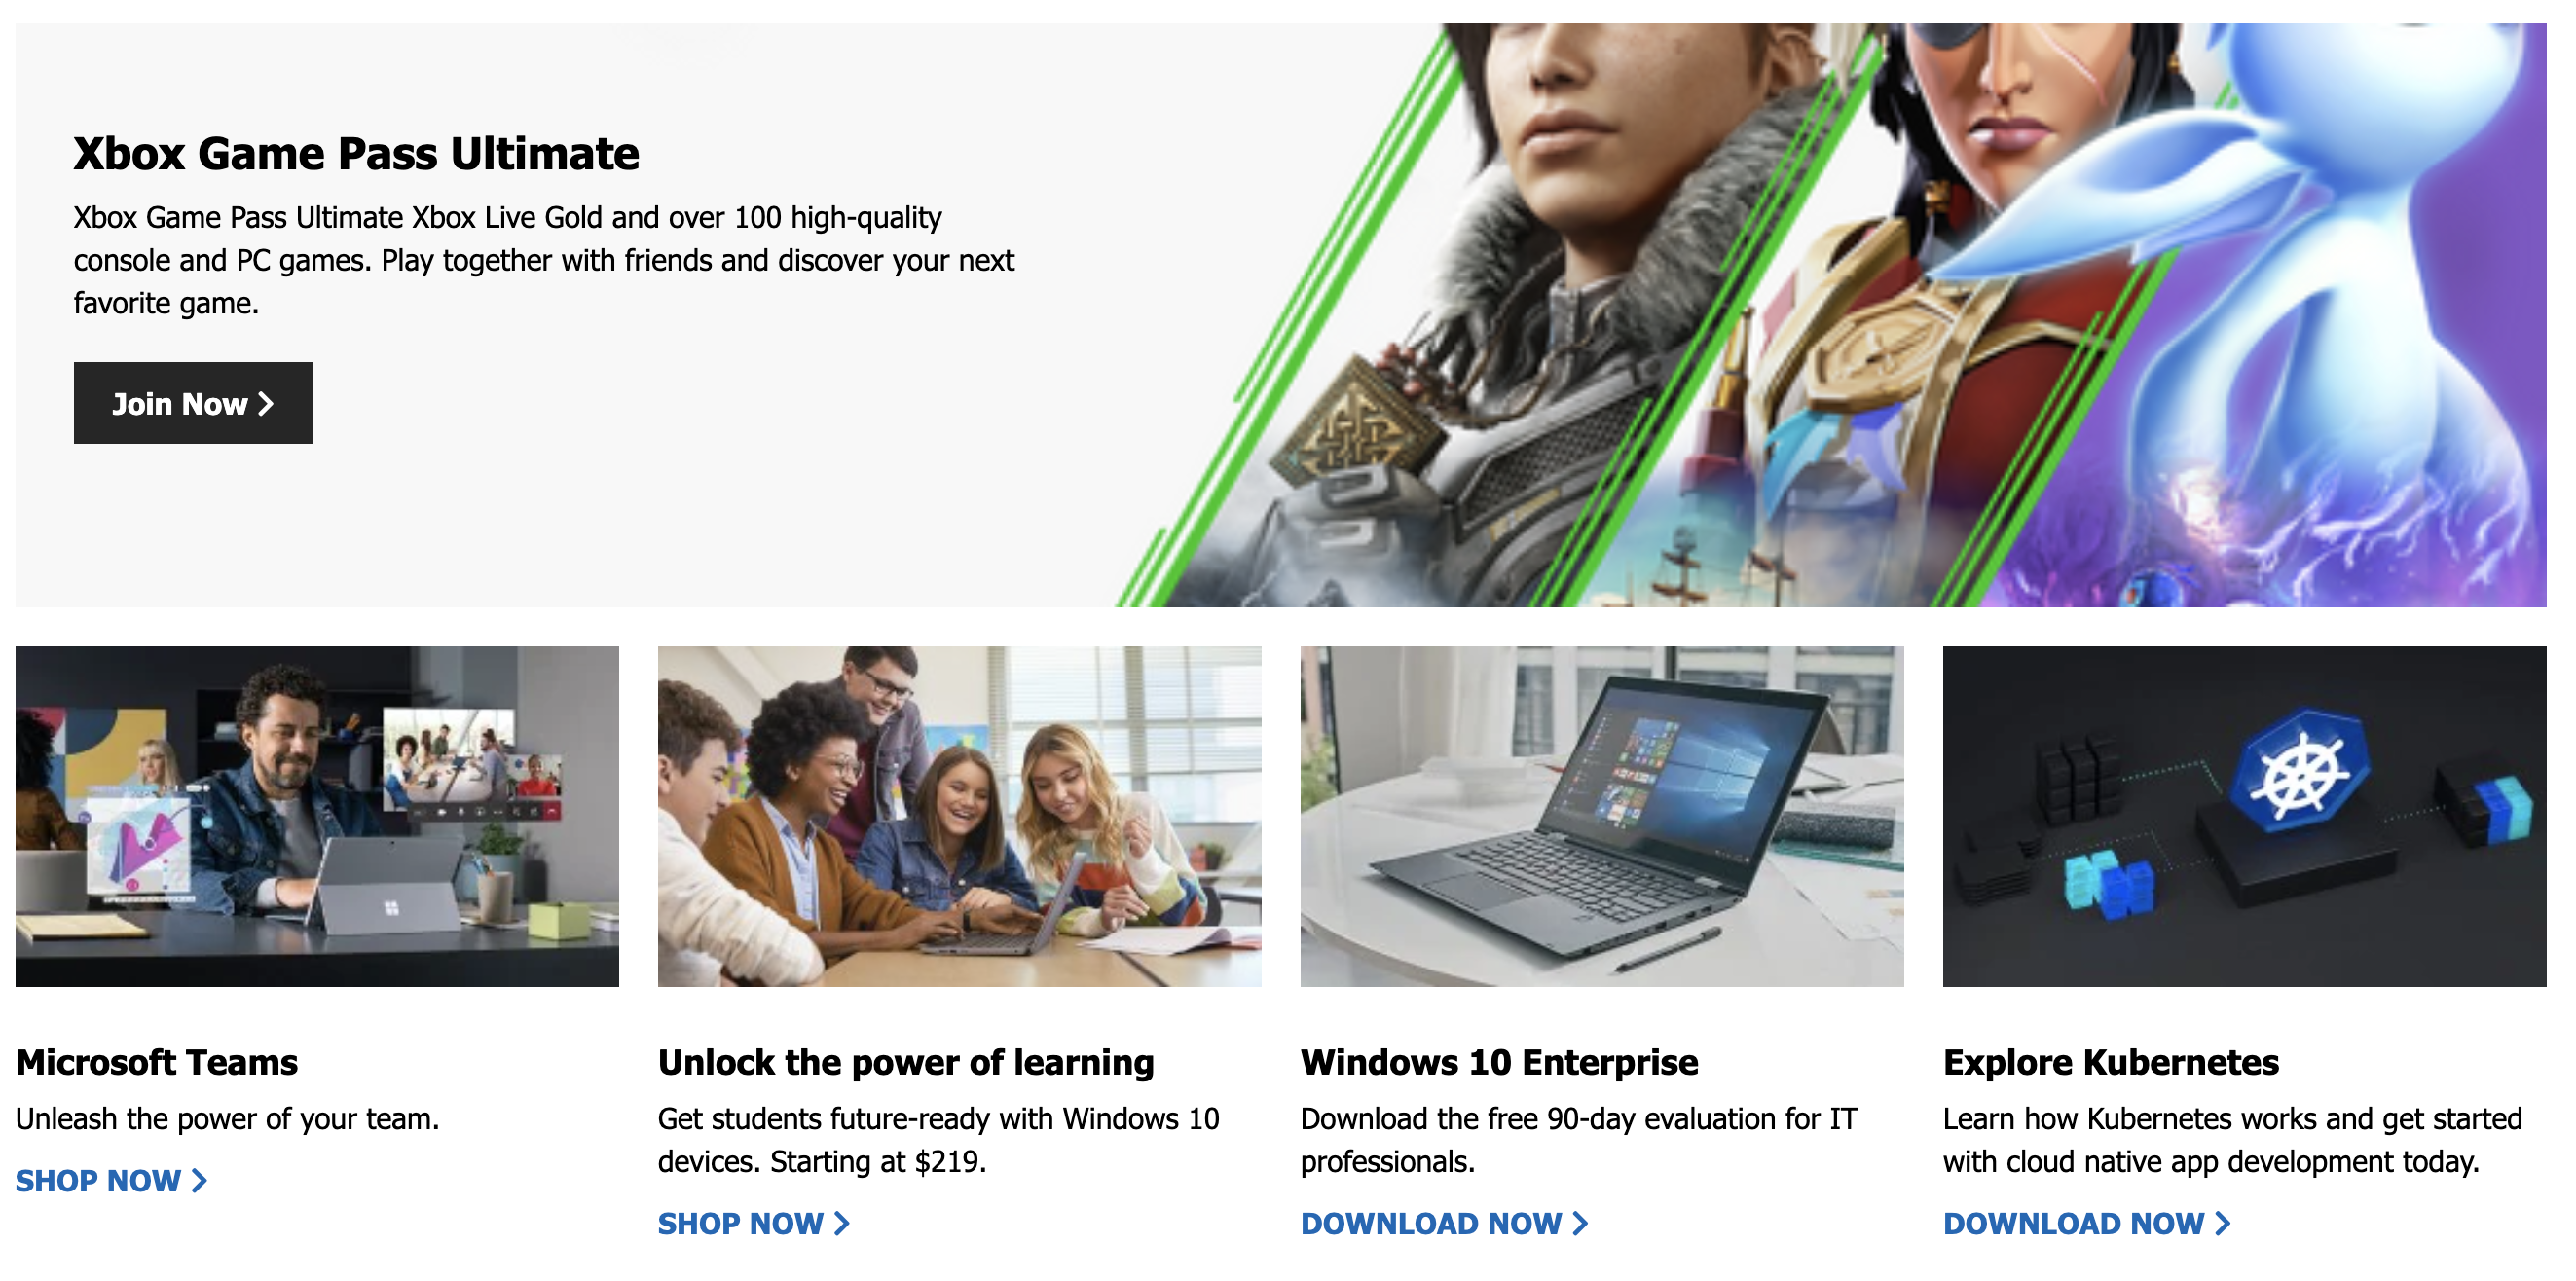 Xbox Game Pass Ultimate
Xbox Game Pass Ultimate Xbox Live Gold and over 100 high-quality
console and PC games. Play together with friends and discover your next
favorite game.
Join Now
Microsoft Teams
Unleash the power of your team.
SHOP NOW
Unlock the power of learning
Get students future-ready with Windows 10
devices. Starting at $219.
SHOP NOW
Windows 10 Enterprise
Download the free 90-day evaluation for IT
professionals.
DOWNLOAD NOW
Explore Kubernetes
Learn how Kubernetes works and get started
with cloud native app development today.
DOWNLOAD NOW